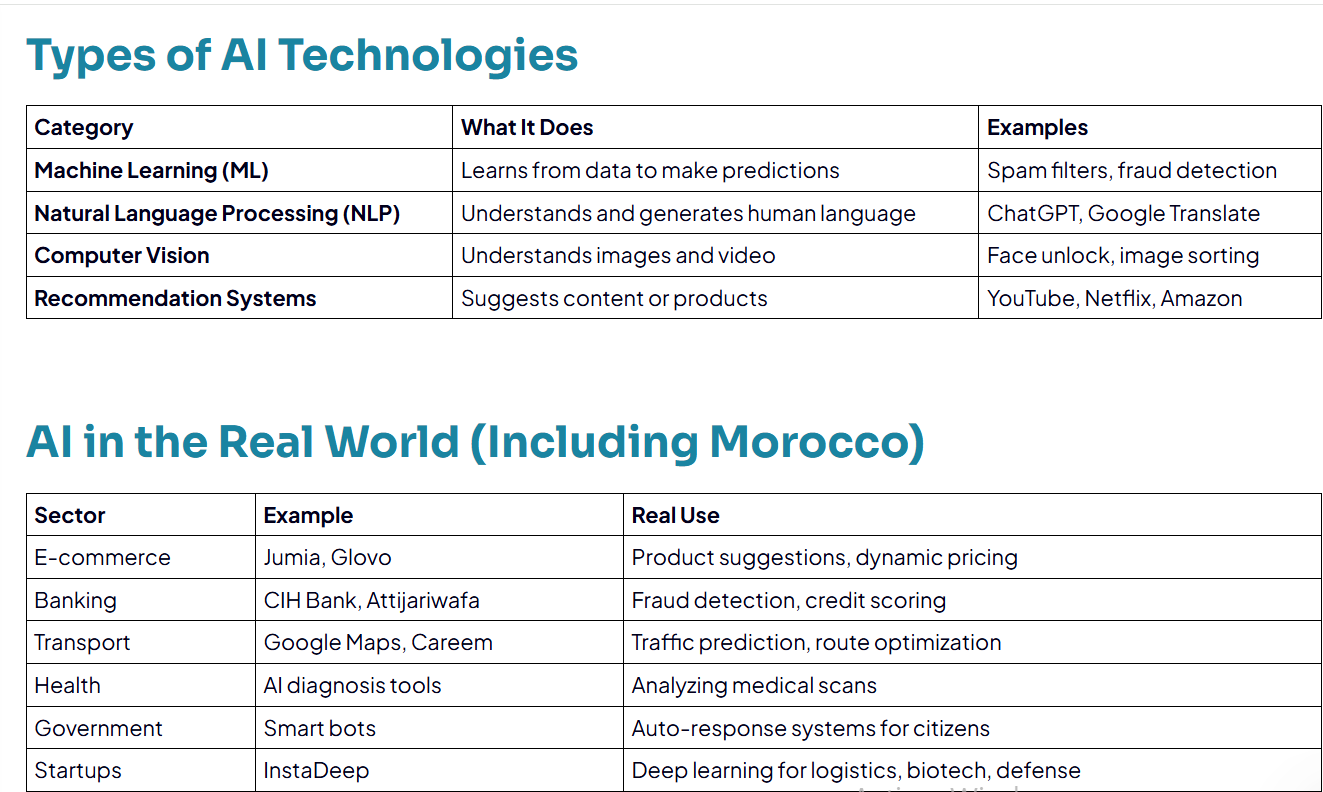 Types of AI Technologies
Category What It Does Examples
Machine Learning (ML) Learns from data to make predictions Spam filters, fraud detection
Natural Language Processing (NLP) Understands and generates human language ChatGPT, Google Translate
Computer Vision Understands images and video Face unlock, image sorting
Recommendation Systems Suggests content or products YouTube, Netflix, Amazon
AI in the Real World (Including Morocco)
Sector Example Real Use
E-commerce Jumia, Glovo Product suggestions, dynamic pricing
Banking CIH Bank, Attijariwafa Fraud detection, credit scoring
Transport Google Maps, Careem Traffic prediction, route optimization
Health AI diagnosis tools Analyzing medical scans
Government Smart bots Auto-response systems for citizens
Startups InstaDeep Deep learning for logistics, biotech, defense